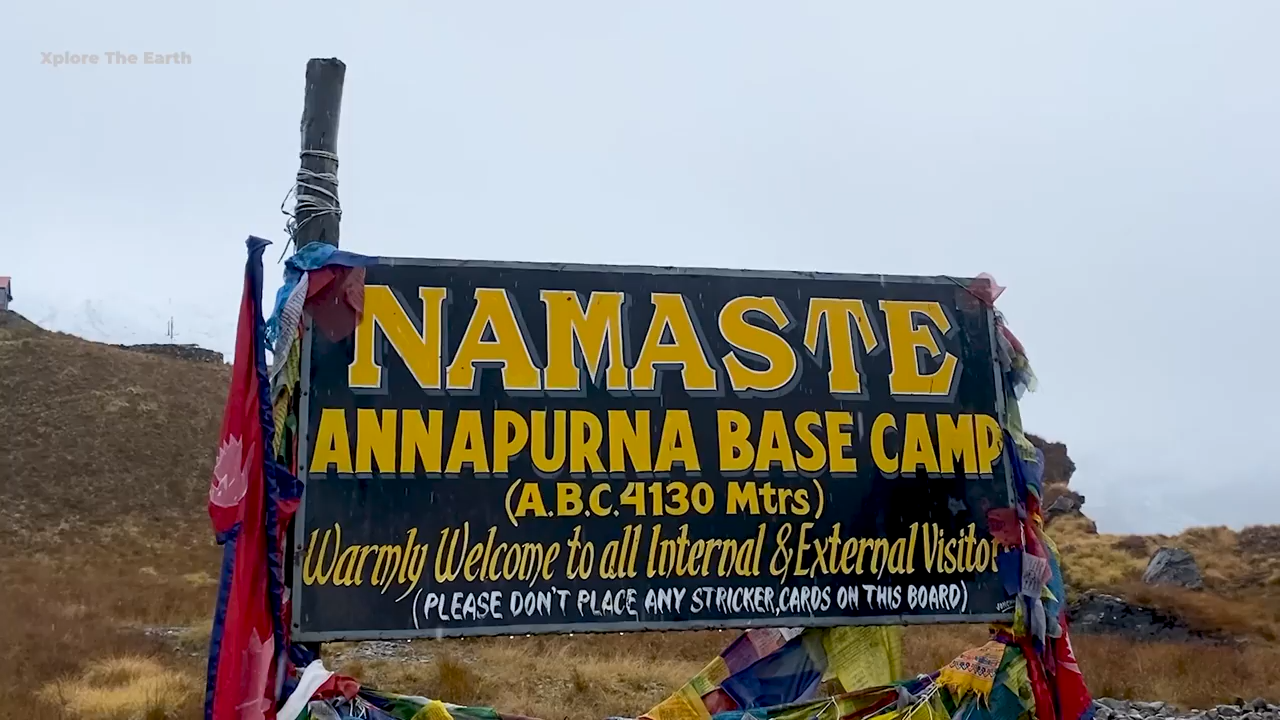 Xplore The Earth
NAMASTE
ANNAPURNA BASE CAMP
(A.B.C.4130 Mtrs)
Warmly Welcome to all Internal & External Visitor
(PLEASE DON'T PLACE ANY STRICKER,CARDS ON THIS BOARD)